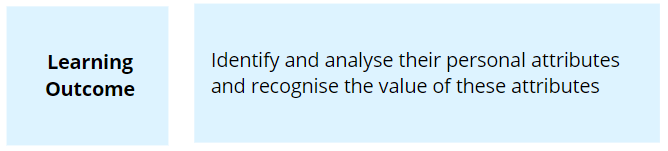 Learning
Outcome
Identify and analyse their personal attributes
and recognise the value of these attributes